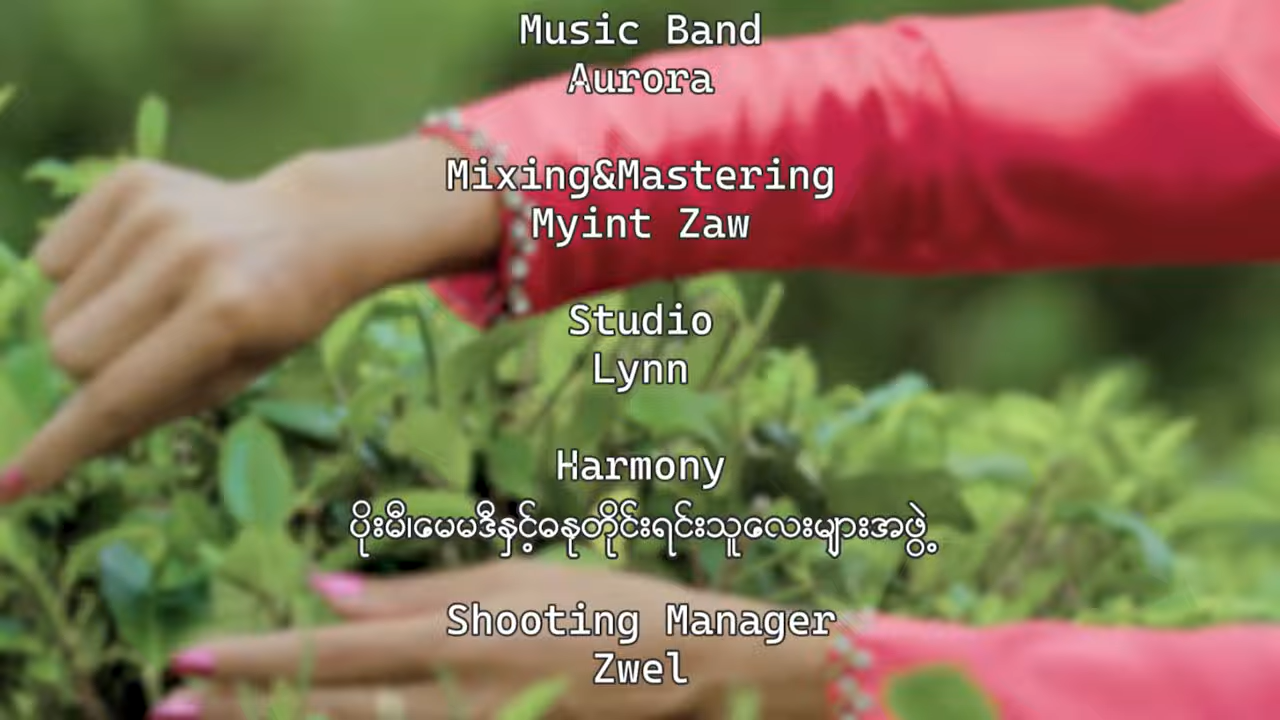 Music Band
Aurora
Mixing&Mastering
Myint Zaw
Studio
Lynn
Harmony
ပိုးမီ၊မေမဒီနှင့်ဓနုတိုင်းရင်းသူလေးများအဖွဲ့
Shooting Manager
Zwel